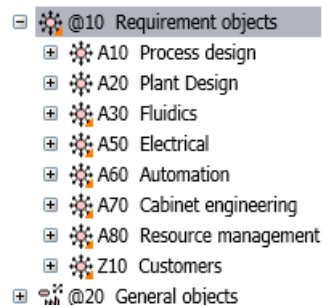 @10 Requirement objects
A10 Process design
A20 Plant Design
A30 Fluidics
A50 Electrical
A60 Automation
A70 Cabinet engineering
A80 Resource management
Z10 Customers
@20 General objects